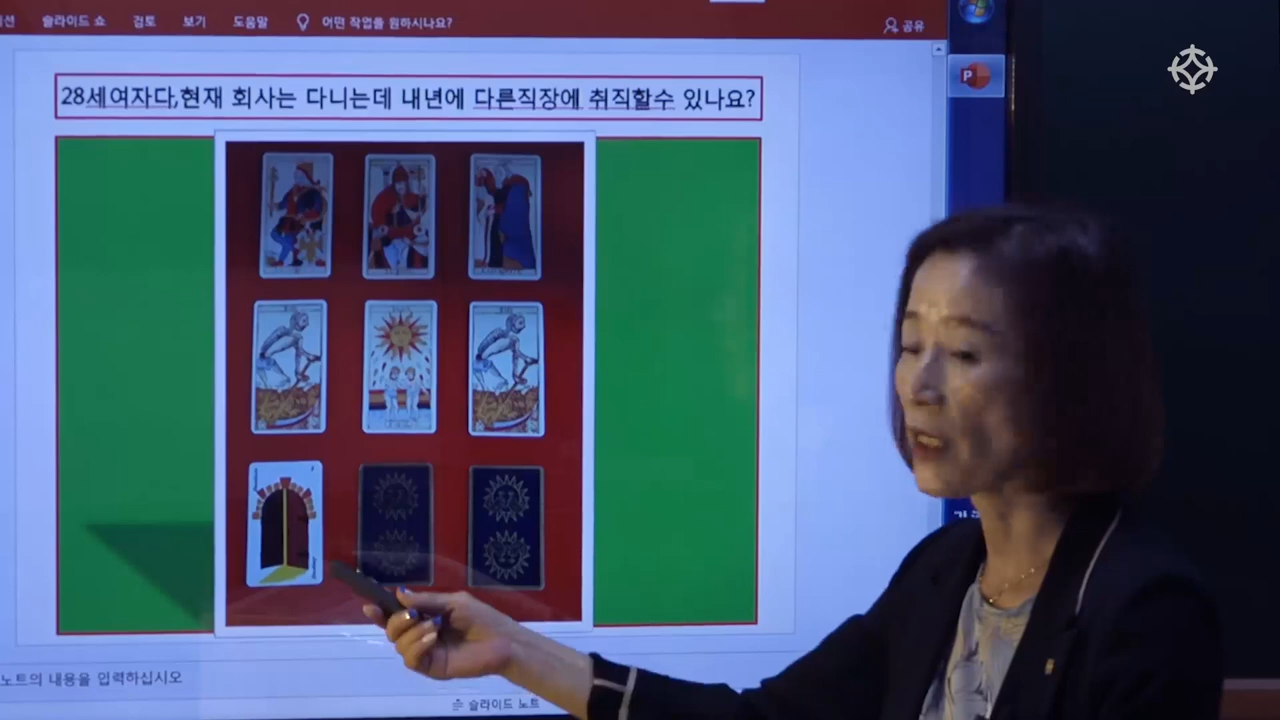 슬라이드 쇼 검토 보기 도움말 어떤 작업을 원하시나요? 공유
P
28세여자다,현재 회사는 다니는데 내년에 다른직장에 취직할수 있나요?
노트의 내용을 입력하십시오
슬라이드 노트